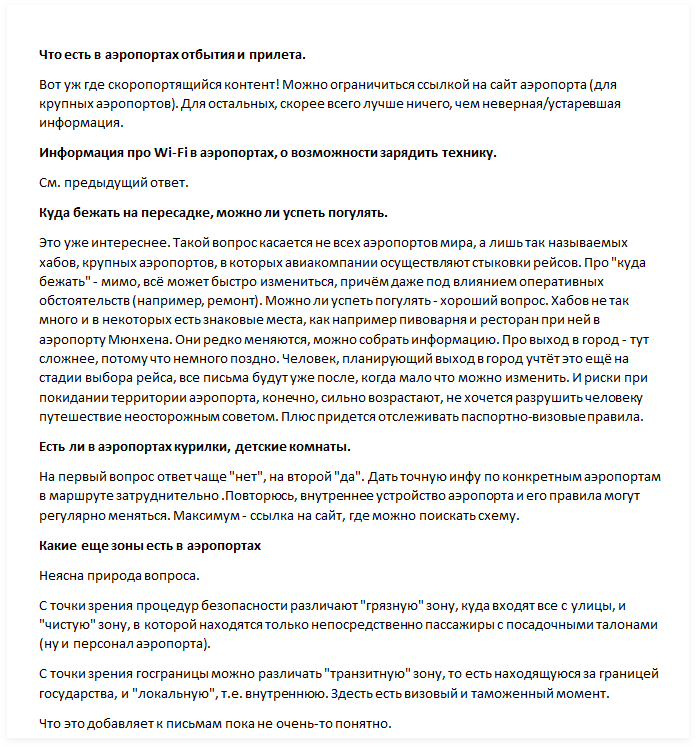 Что есть в аэропортах отбытия и прилета.
Вот уж где скоропортящийся контент! Можно ограничиться ссылкой на сайт аэропорта (для
крупных аэропортов). Для остальных, скорее всего лучше ничего, чем неверная/устаревшая
информация.
Информация про Wi-Fi в аэропортах, о возможности зарядить технику.
См. предыдущий ответ.
Куда бежать на пересадке, можно ли успеть погулять.
Это уже интереснее. Такой вопрос касается не всех аэропортов мира, а лишь так называемых
хабов, крупных аэропортов, в которых авиакомпании осуществляют стыковки рейсов. Про "куда
бежать" - мимо, всё может быстро измениться, причём даже под влиянием оперативных
обстоятельств (например, ремонт). Можно ли успеть погулять - хороший вопрос. Хабов не так
много и в некоторых есть знаковые места, как например пивоварня и ресторан при ней в
аэропорту Мюнхена. Они редко меняются, можно собрать информацию. Про выход в город - тут
сложнее, потому что немного поздно. Человек, планирующий выход в город учтёт это ещё на
стадии выбора рейса, все письма будут уже после, когда мало что можно изменить. И риски при
покидании территории аэропорта, конечно, сильно возрастают, не хочется разрушить человеку
путешествие неосторожным советом. Плюс придется отслеживать паспортно-визовые правила.
Есть ли в аэропортах курилки, детские комнаты.
На первый вопрос ответ чаще "нет", на второй "да". Дать точную инфу по конкретным аэропортам
в маршруте затруднительно .Повторюсь, внутреннее устройство аэропорта и его правила могут
регулярно меняться. Максимум - ссылка на сайт, где можно поискать схему.
Какие еще зоны есть в аэропортах
Неясна природа вопроса.
С точки зрения процедур безопасности различают "грязную" зону, куда входят все с улицы, и
"чистую" зону, в которой находятся только непосредственно пассажиры с посадочными талонами
(ну и персонал аэропорта).
С точки зрения госграницы можно различать "транзитную" зону, то есть находящуюся за границей
государства, и "локальную", т.е. внутреннюю. Здесть есть визовый и таможенный момент.
Что это добавляет к письмам пока не очень-то понятно.